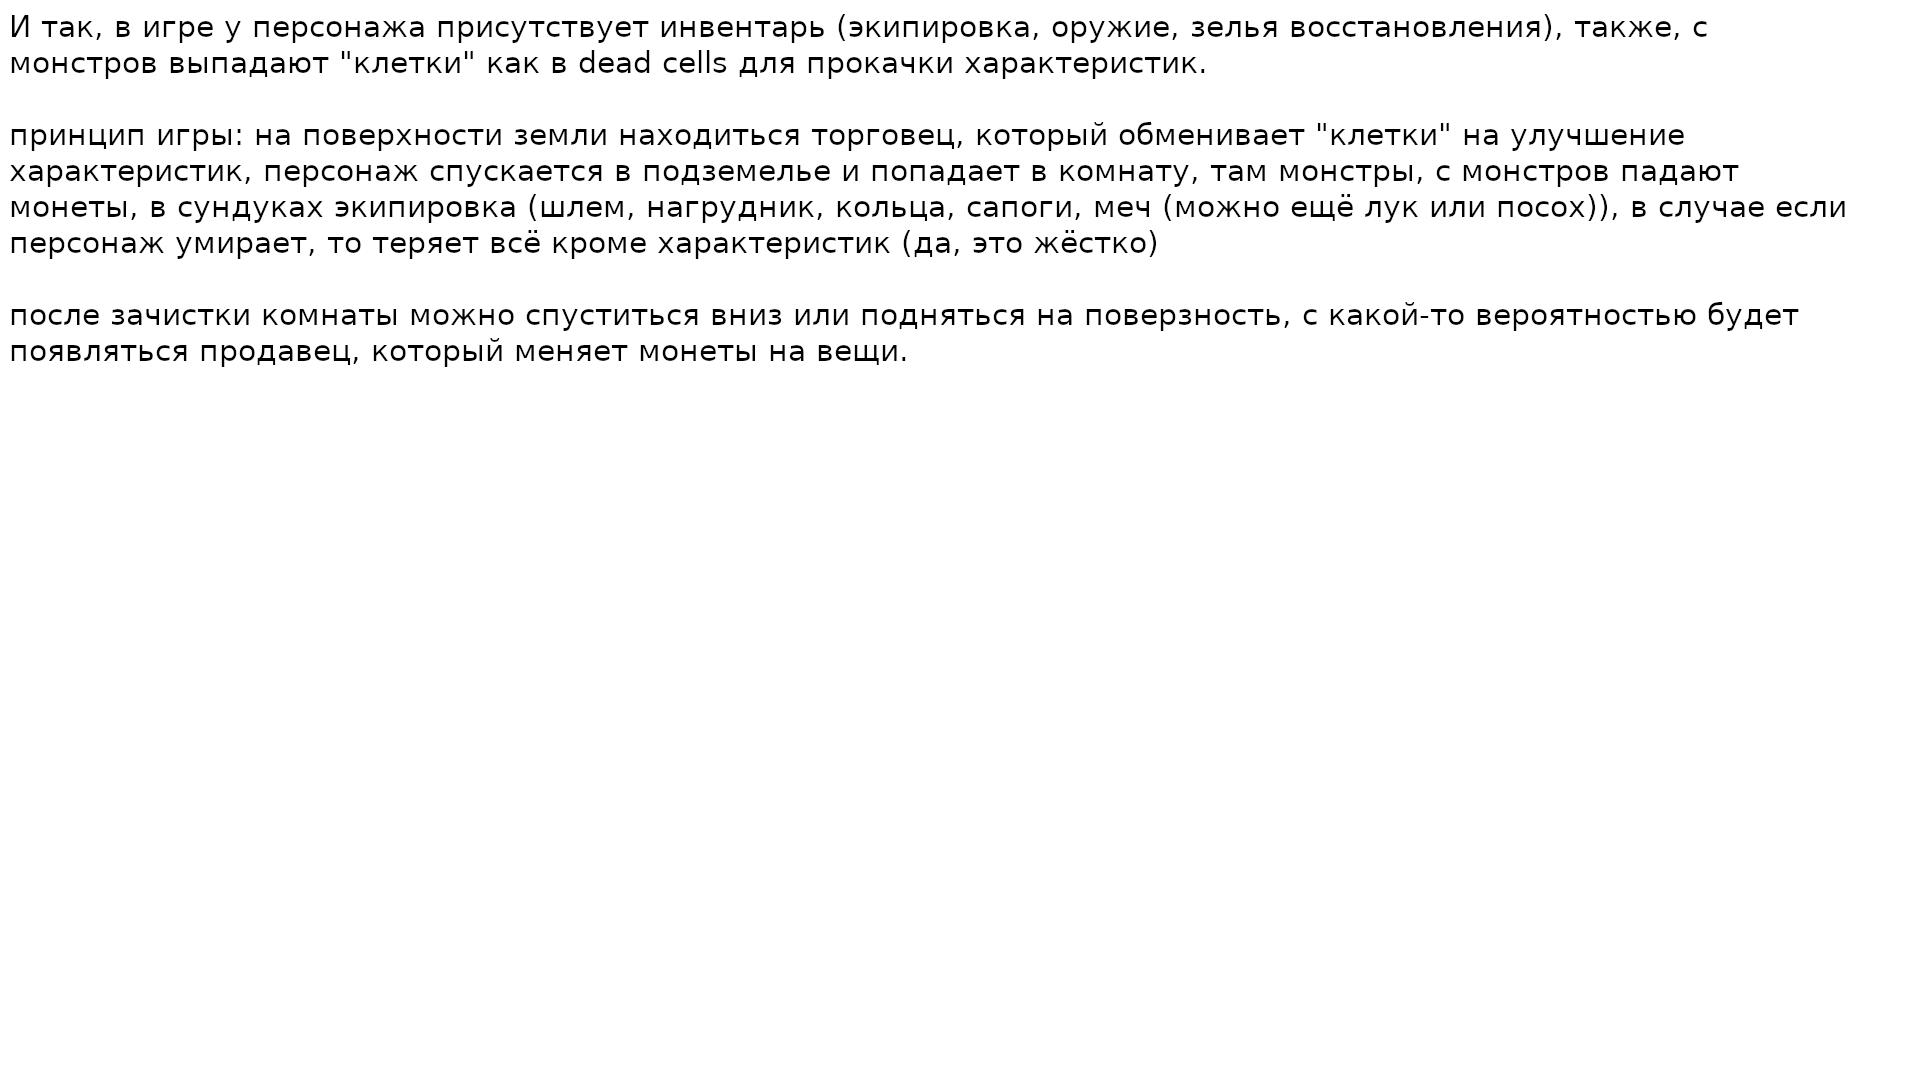 И так, в игре у персонажа присутствует инвентарь (экипировка, оружие, зелья восстановления), также, с
монстров выпадают "клетки" как в dead cells для прокачки характеристик.
принцип игры: на поверхности земли находиться торговец, который обменивает "клетки" на улучшение
характеристик, персонаж спускается в подземелье и попадает в комнату, там монстры, с монстров падают
монеты, в сундуках экипировка (шлем, нагрудник, кольца, сапоги, меч (можно ещё лук или посох)), в случае если
персонаж умирает, то теряет всё кроме характеристик (да, это жёстко)
после зачистки комнаты можно спуститься вниз или подняться на поверзность, с какой-то вероятностью будет
появляться продавец, который меняет монеты на вещи.